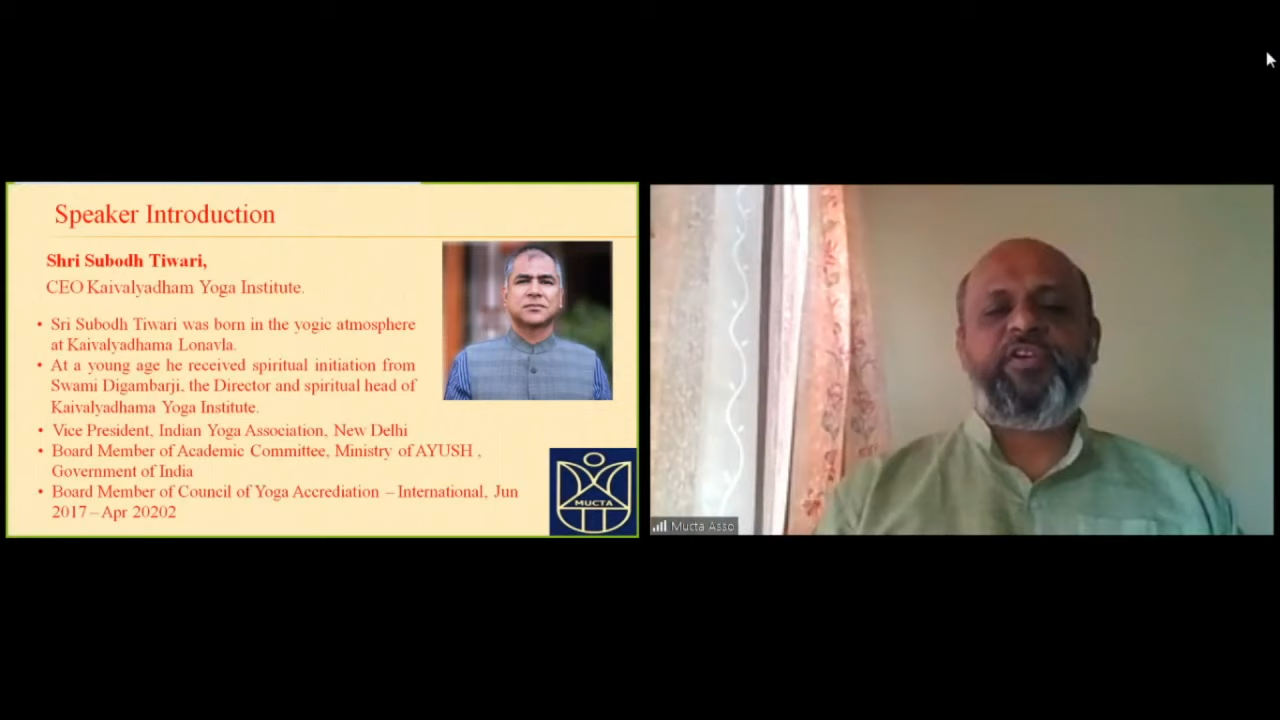 Speaker Introduction
Shri Subodh Tiwari,
CEO Kaivalyadham Yoga Institute.
• Sri Subodh Tiwari was born in the yogic atmosphere
at Kaivalyadhama Lonavla.
• At a young age he received spiritual initiation from
Swami Digambarji, the Director and spiritual head of
Kaivalyadhama Yoga Institute.
• Vice President, Indian Yoga Association, New Delhi
• Board Member of Academic Committee, Ministry of AYUSH ,
Government of India
• Board Member of Council of Yoga Accrediation – International, Jun
2017 – Apr 20202
MUCTA
Mucta Asso